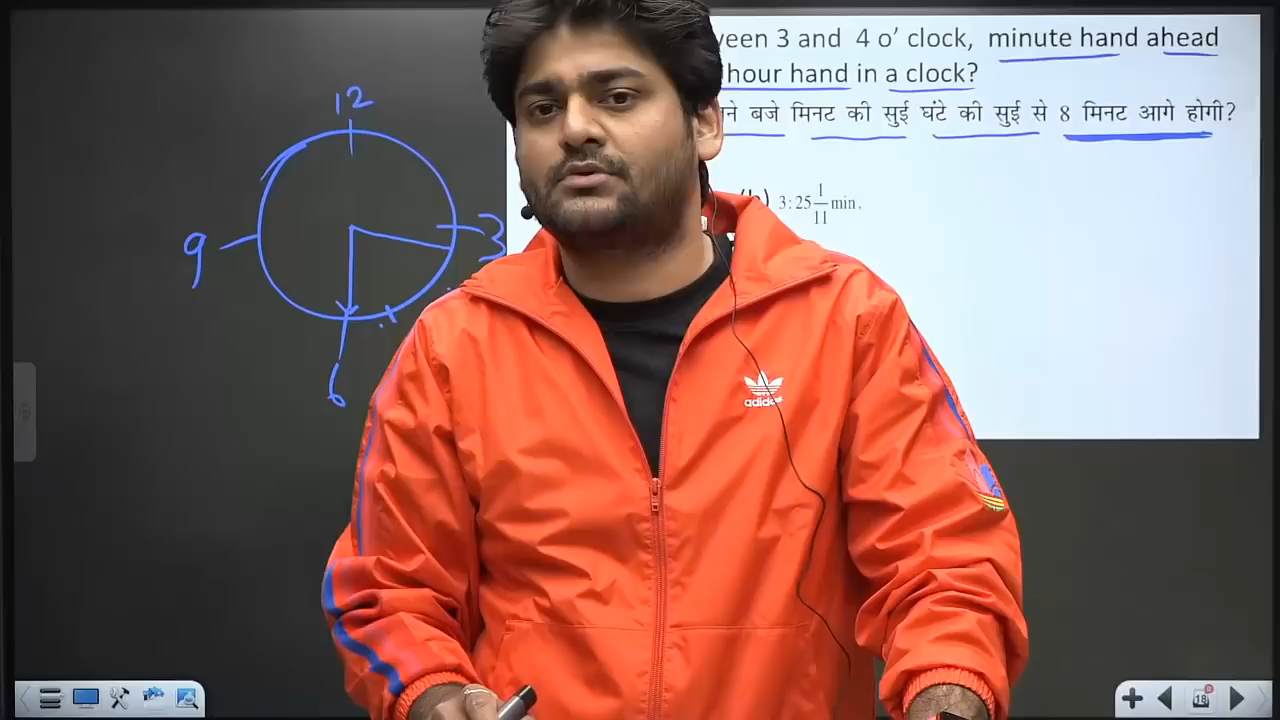 3 and 4 o' clock, minute hand ahead
hour hand in a clock?
बजे मिनट की सुई घंटे की सुई से 8 मिनट आगे होगी?
3:25 1/11 min.
12
9
3
6
adidas
18